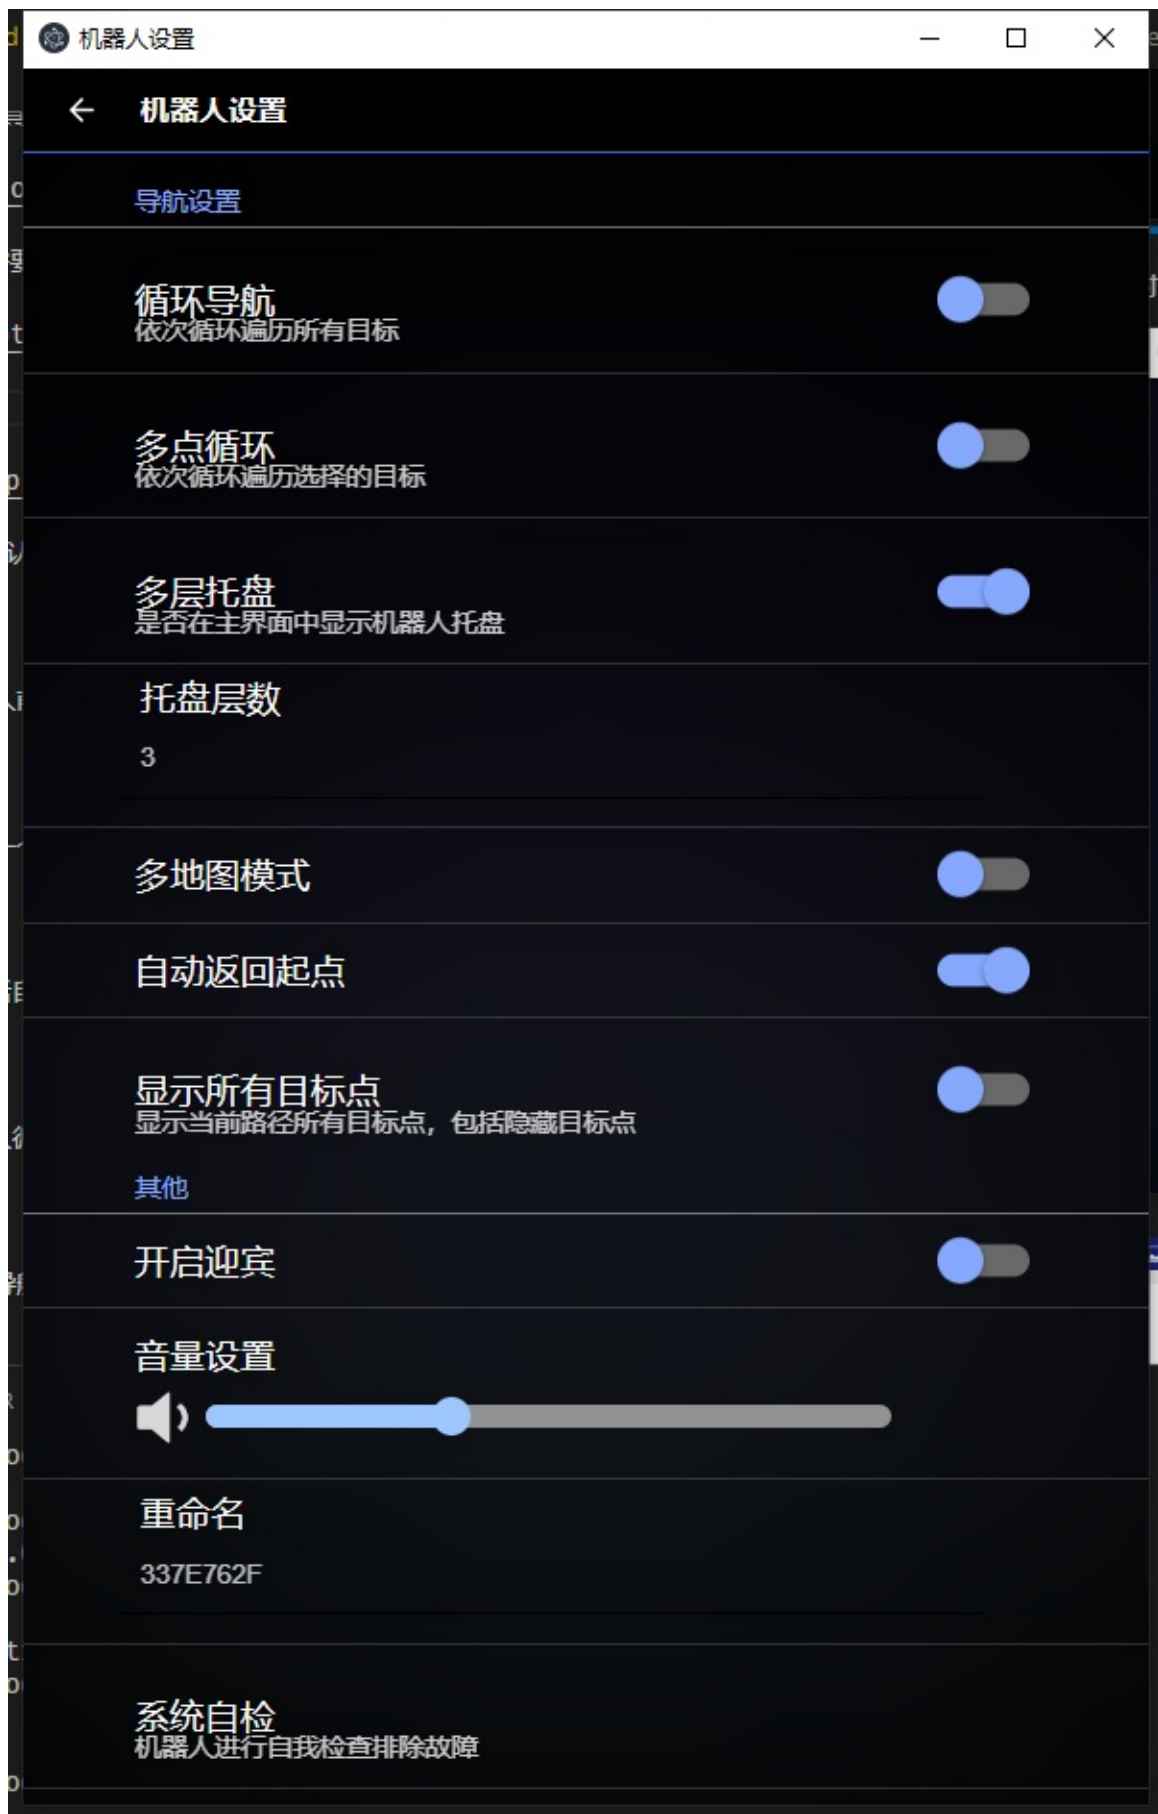 机器人设置
机器人设置
导航设置
循环导航
依次循环遍历所有目标
多点循环
依次循环遍历选择的目标
多层托盘
是否在主界面中显示机器人托盘
托盘层数
3
多地图模式
自动返回起点
显示所有目标点
显示当前路径所有目标点，包括隐藏目标点
其他
开启迎宾
音量设置
重命名
337E762F
系统自检
机器人进行自我检查排除故障